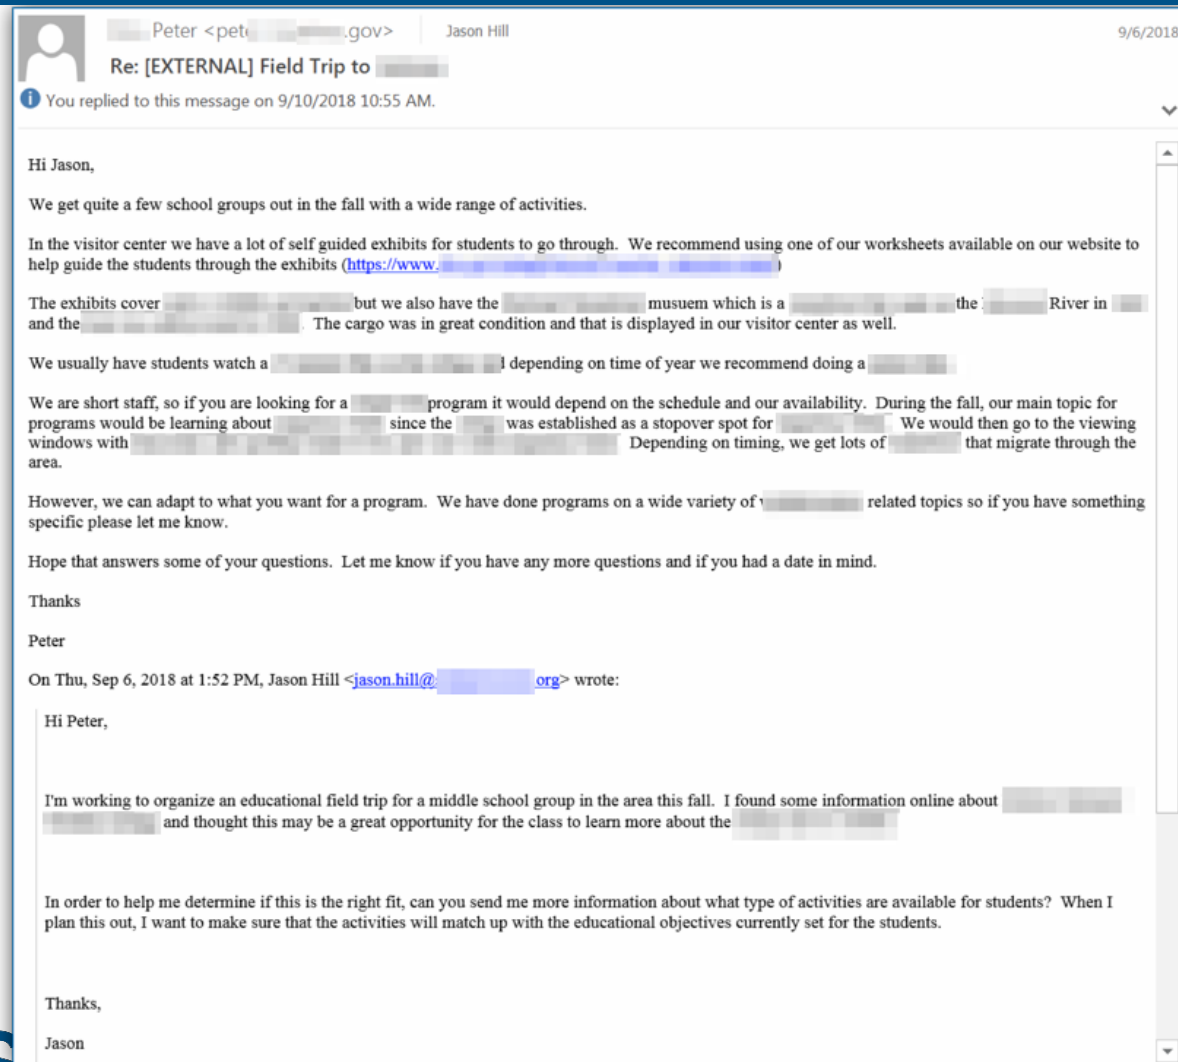 Peter <pet .gov> Jason Hill 9/6/2018
Re: [EXTERNAL] Field Trip to
You replied to this message on 9/10/2018 10:55 AM.
Hi Jason,
We get quite a few school groups out in the fall with a wide range of activities.
In the visitor center we have a lot of self guided exhibits for students to go through. We recommend using one of our worksheets available on our website to
help guide the students through the exhibits (https://www. )
The exhibits cover but we also have the musuem which is a the River in
and the . The cargo was in great condition and that is displayed in our visitor center as well.
We usually have students watch a depending on time of year we recommend doing a
We are short staff, so if you are looking for a program it would depend on the schedule and our availability. During the fall, our main topic for
programs would be learning about since the was established as a stopover spot for We would then go to the viewing
windows with Depending on timing, we get lots of that migrate through the
area.
However, we can adapt to what you want for a program. We have done programs on a wide variety of related topics so if you have something
specific please let me know.
Hope that answers some of your questions. Let me know if you have any more questions and if you had a date in mind.
Thanks
Peter
On Thu, Sep 6, 2018 at 1:52 PM, Jason Hill <jason.hill@ org> wrote:
Hi Peter,
I'm working to organize an educational field trip for a middle school group in the area this fall. I found some information online about
and thought this may be a great opportunity for the class to learn more about the
In order to help me determine if this is the right fit, can you send me more information about what type of activities are available for students? When I
plan this out, I want to make sure that the activities will match up with the educational objectives currently set for the students.
Thanks,
Jason